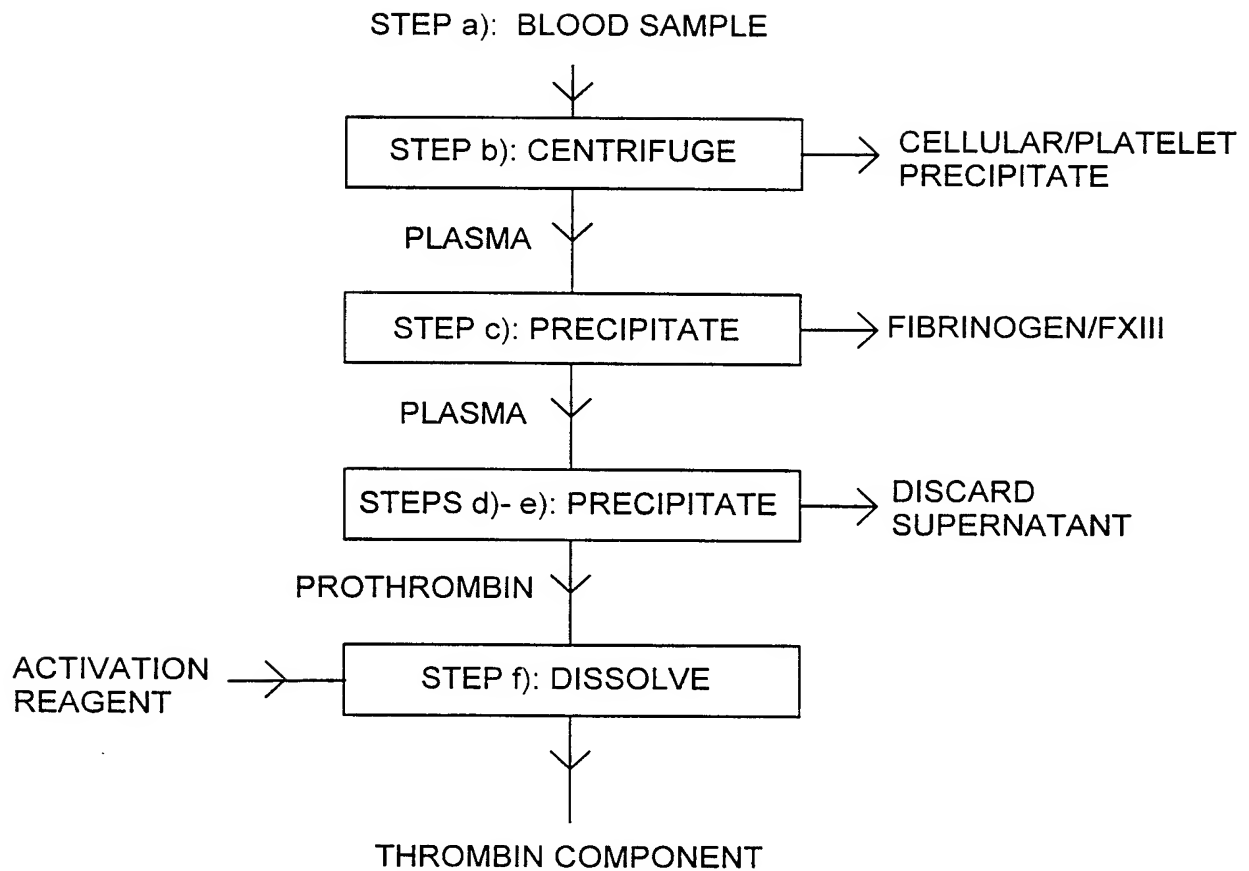 STEP a): BLOOD SAMPLE
STEP b): CENTRIFUGE
CELLULAR/PLATELET
PRECIPITATE
PLASMA
STEP c): PRECIPITATE
FIBRINOGEN/FXIII
PLASMA
STEPS d)- e): PRECIPITATE
DISCARD
SUPERNATANT
PROTHROMBIN
ACTIVATION
REAGENT
STEP f): DISSOLVE
THROMBIN COMPONENT